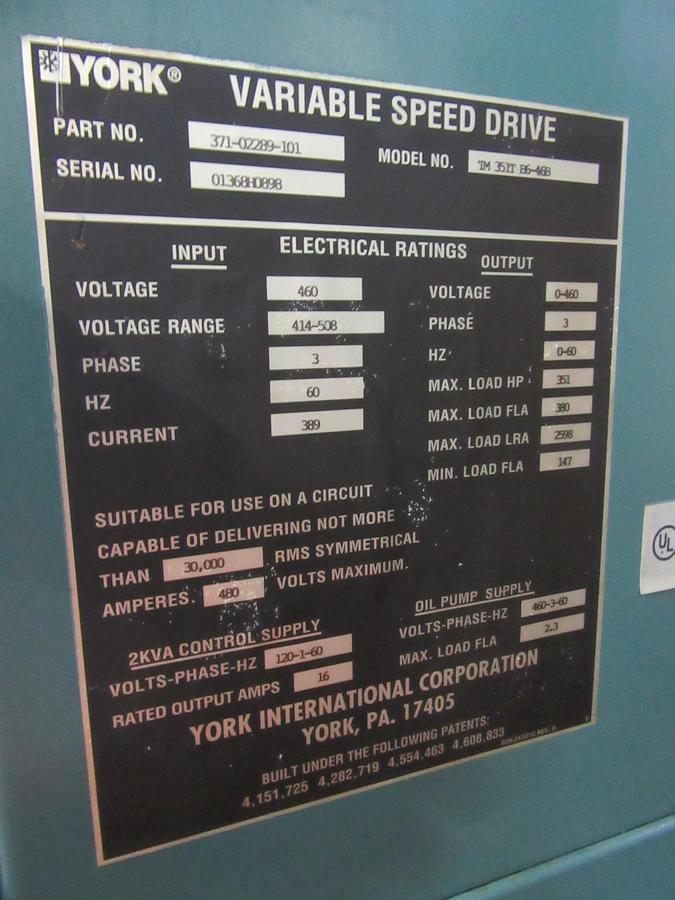 YORK®
VARIABLE SPEED DRIVE
PART NO. 371-02289-101
MODEL NO. TM 351T B6-46B
SERIAL NO. 01368H0898
ELECTRICAL RATINGS
INPUT
VOLTAGE 460
VOLTAGE RANGE 414-508
PHASE 3
HZ 60
CURRENT 389
OUTPUT
VOLTAGE 0-460
PHASE 3
HZ 0-60
MAX. LOAD HP 351
MAX. LOAD FLA 380
MAX. LOAD LRA 2598
MIN. LOAD FLA 147
SUITABLE FOR USE ON A CIRCUIT
CAPABLE OF DELIVERING NOT MORE
THAN 30,000 RMS SYMMETRICAL
AMPERES. 480 VOLTS MAXIMUM.
2KVA CONTROL SUPPLY
VOLTS-PHASE-HZ 120-1-60
RATED OUTPUT AMPS 16
OIL PUMP SUPPLY
VOLTS-PHASE-HZ 460-3-60
MAX. LOAD FLA 2.3
YORK INTERNATIONAL CORPORATION
YORK, PA. 17405
BUILT UNDER THE FOLLOWING PATENTS:
4,151,725 4,282,719 4,554,463 4,608,833
UL